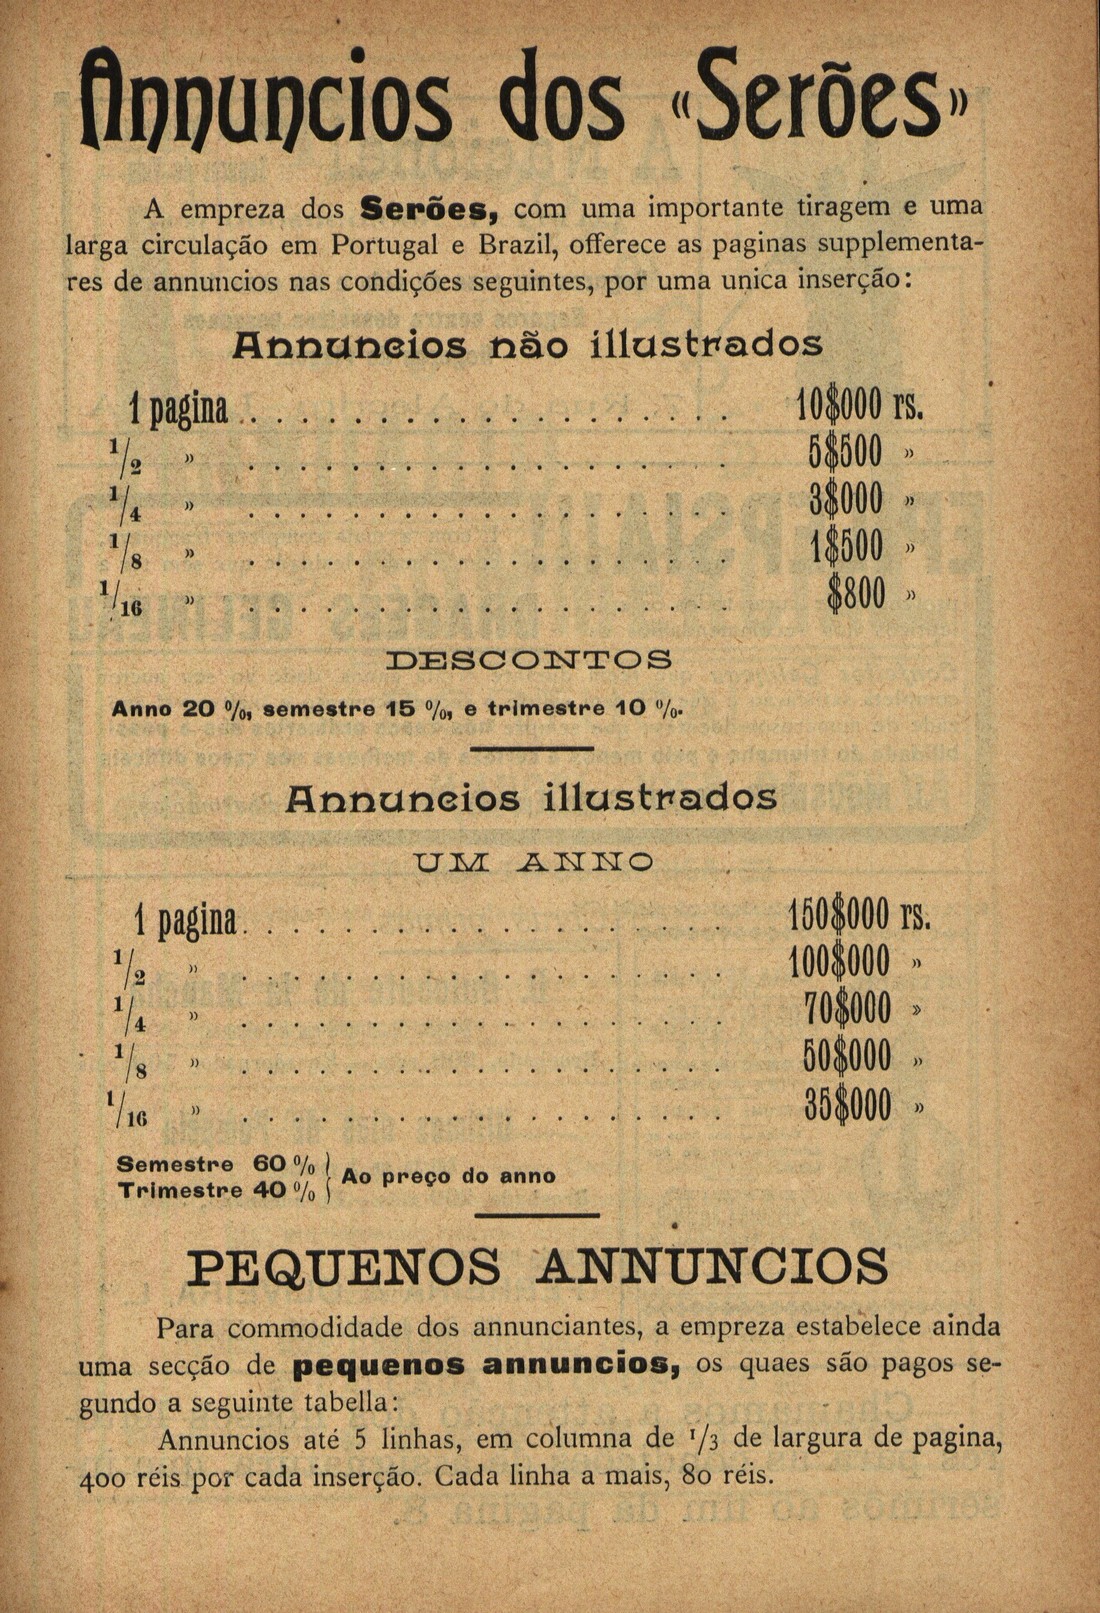 Annuncios dos «Serões»
A empreza dos Serões, com uma importante tiragem e uma
larga circulação em Portugal e Brazil, offerece as paginas supplementa-
res de annuncios nas condições seguintes, por uma unica inserção:
Annuncios não illustrados
1 pagina . . . . . . . . . . . . . . . . . . . 10$000 rs.
1/2 » . . . . . . . . . . . . . . . . . . . 5$500 »
1/4 » . . . . . . . . . . . . . . . . . . . 3$000 »
1/8 » . . . . . . . . . . . . . . . . . . . 1$500 »
1/16 » . . . . . . . . . . . . . . . . . . . $800 »
DESCONTOS
Anno 20 %, semestre 15 %, e trimestre 10 %.
Annuncios illustrados
UM ANNO
1 pagina. . . . . . . . . . . . . . . . . . . 150$000 rs.
1/2 » . . . . . . . . . . . . . . . . . . . 100$000 »
1/4 » . . . . . . . . . . . . . . . . . . . 70$000 »
1/8 » . . . . . . . . . . . . . . . . . . . 50$000 »
1/16 » . . . . . . . . . . . . . . . . . . . 35$000 »
Semestre 60 % } Ao preço do anno
Trimestre 40 %
PEQUENOS ANNUNCIOS
Para commodidade dos annunciantes, a empreza estabelece ainda
uma secção de pequenos annuncios, os quaes são pagos se-
gundo a seguinte tabella:
Annuncios até 5 linhas, em columna de 1/3 de largura de pagina,
400 réis por cada inserção. Cada linha a mais, 80 réis.